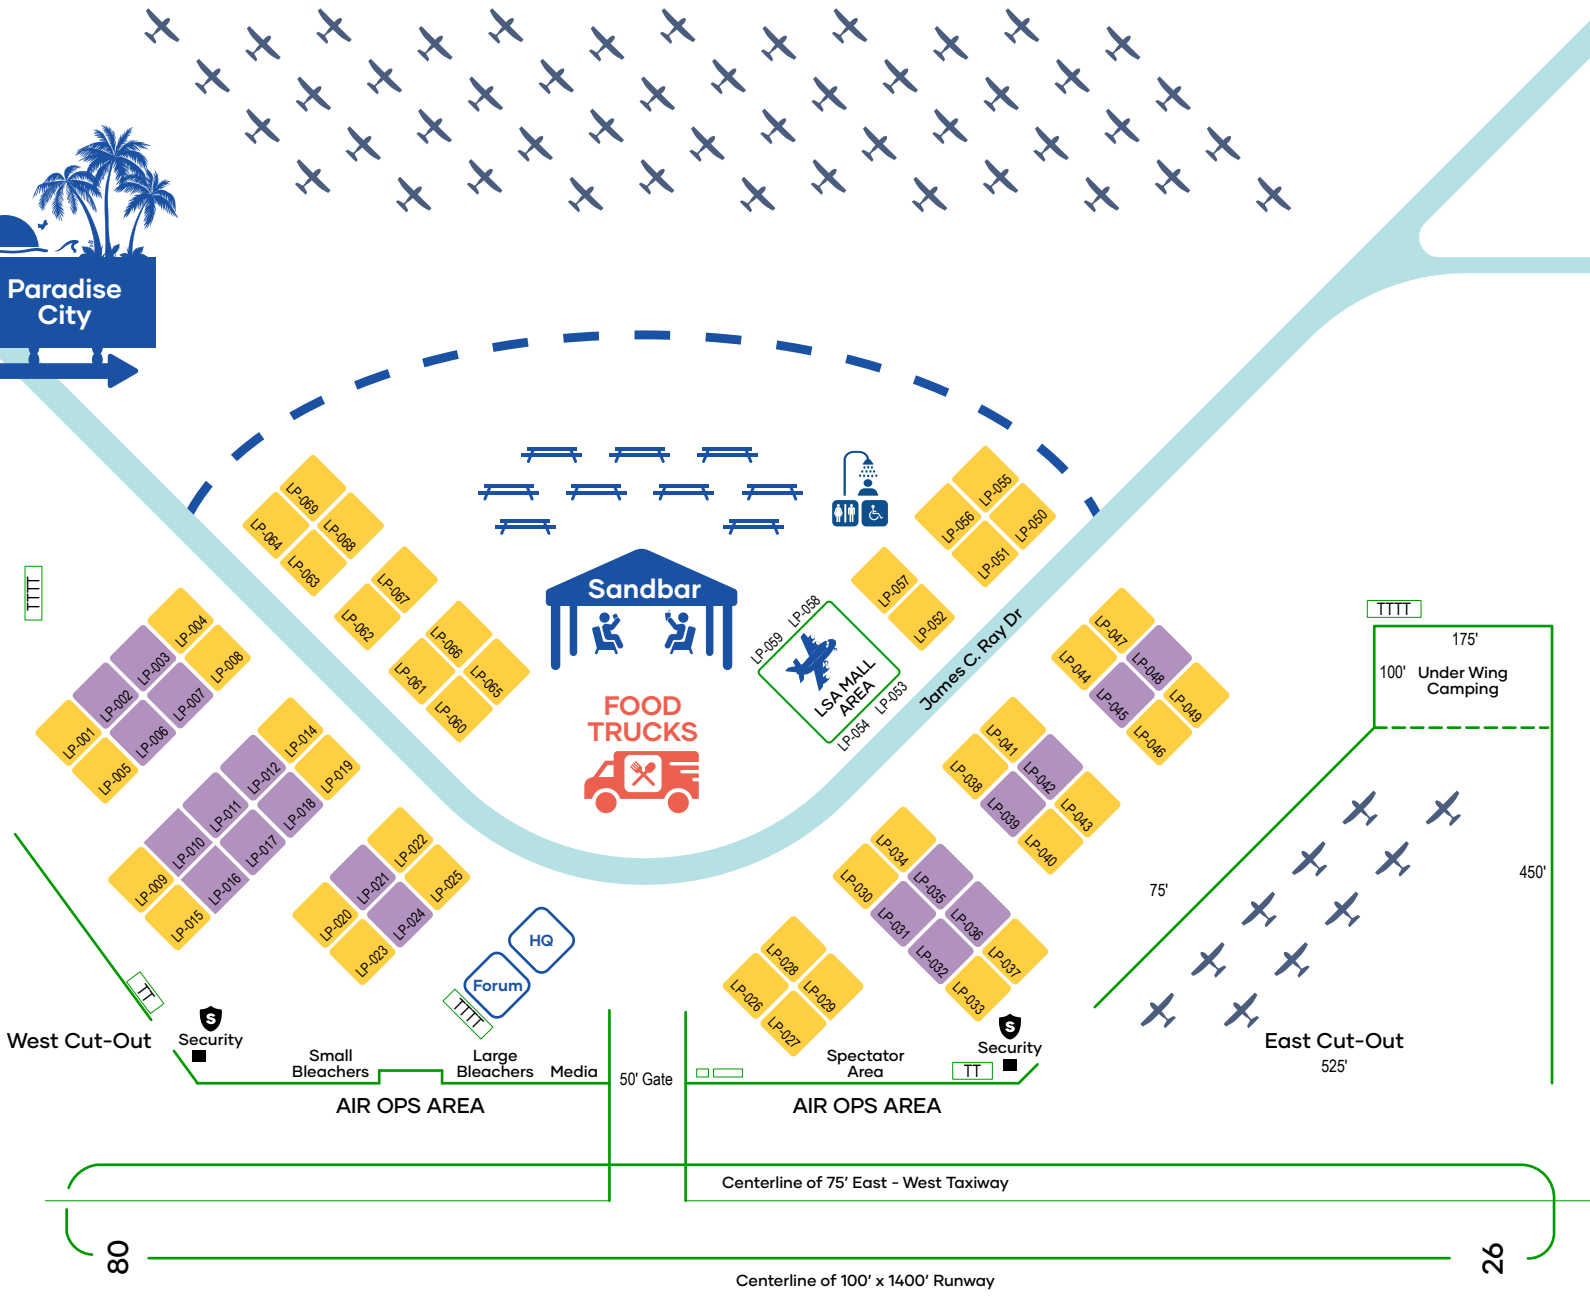 Paradise
City
LP-069
LP-068
LP-064
LP-063
LP-067
LP-062
LP-066
LP-065
LP-061
LP-060
Sandbar
FOOD
TRUCKS
LP-055
LP-056
LP-050
LP-051
LP-057
LP-052
LP-058
LP-059
LSA MALL
AREA
LP-053
LP-054
James C. Ray Dr
TTTT
LP-004
LP-003
LP-008
LP-002
LP-007
LP-001
LP-006
LP-005
LP-014
LP-012
LP-019
LP-011
LP-018
LP-010
LP-017
LP-009
LP-016
LP-015
LP-022
LP-021
LP-025
LP-020
LP-024
LP-023
LP-047
LP-048
LP-044
LP-049
LP-045
LP-046
LP-041
LP-042
LP-038
LP-043
LP-039
LP-040
LP-034
LP-035
LP-030
LP-036
LP-031
LP-037
LP-032
LP-033
LP-028
LP-029
LP-026
LP-027
TTTT
175'
100'
Under Wing
Camping
450'
75'
East Cut-Out
525'
HQ
Forum
TTTT
TT
West Cut-Out
S
Security
Small
Bleachers
Large
Bleachers
Media
50' Gate
Spectator
Area
TT
S
Security
AIR OPS AREA
AIR OPS AREA
Centerline of 75' East - West Taxiway
08
26
Centerline of 100' x 1400' Runway